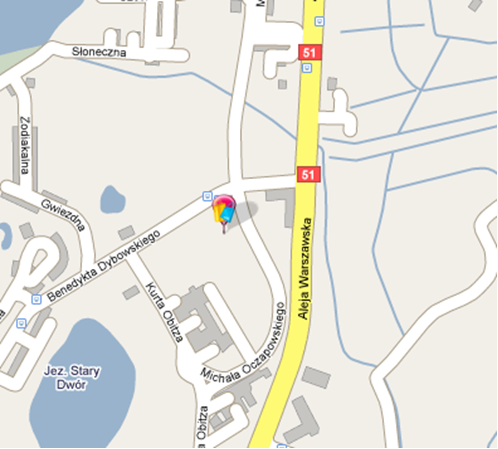 Słoneczna
51
Zodiakalna
51
Gwiezdna
Aleja Warszawska
Benedykta Dybowskiego
Kurta Obitza
Michała Oczapowskiego
Jez. Stary
Dwór
Obitza